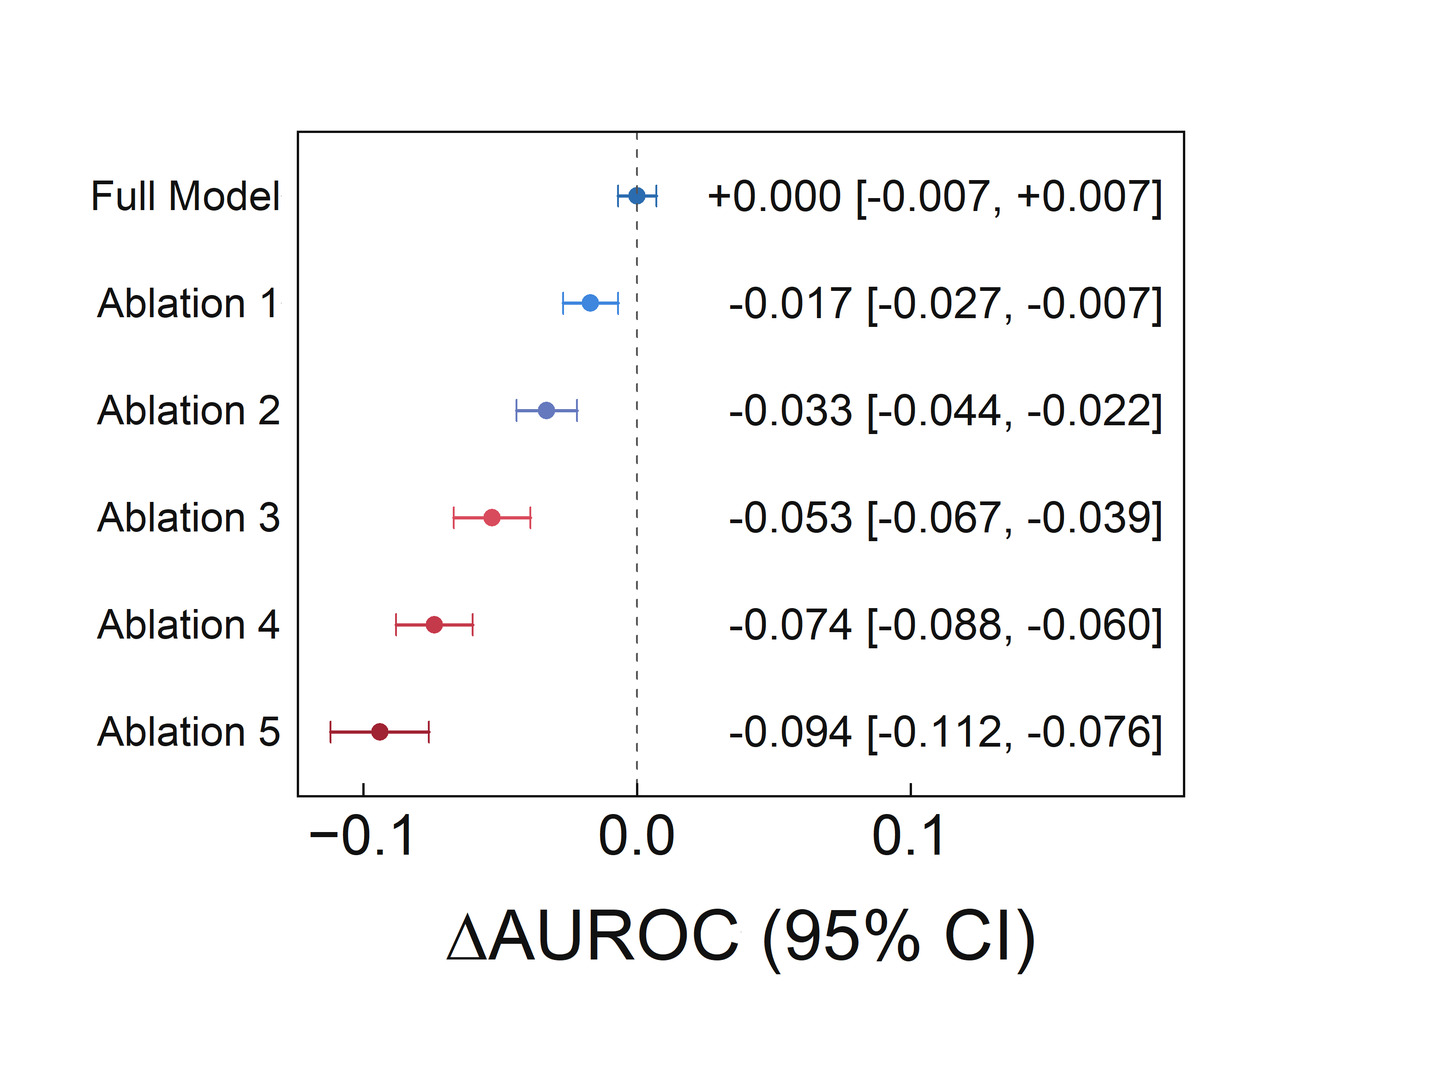 Full Model +0.000 [-0.007, +0.007]
Ablation 1 -0.017 [-0.027, -0.007]
Ablation 2 -0.033 [-0.044, -0.022]
Ablation 3 -0.053 [-0.067, -0.039]
Ablation 4 -0.074 [-0.088, -0.060]
Ablation 5 -0.094 [-0.112, -0.076]
−0.1 0.0 0.1
ΔAUROC (95% CI)